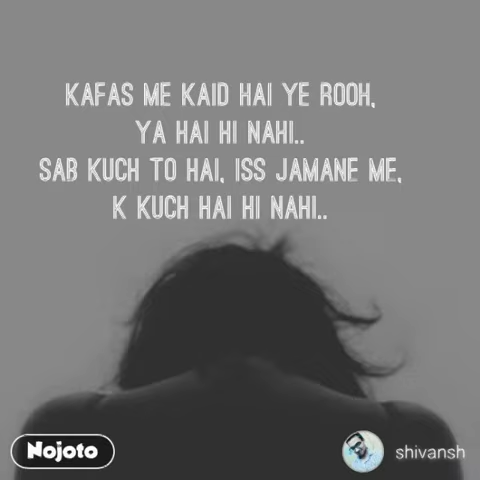 KAFAS ME KAID HAI YE ROOH,
YA HAI HI NAHI..
SAB KUCH TO HAI, ISS JAMANE ME,
K KUCH HAI HI NAHI..
Nojoto
shivansh